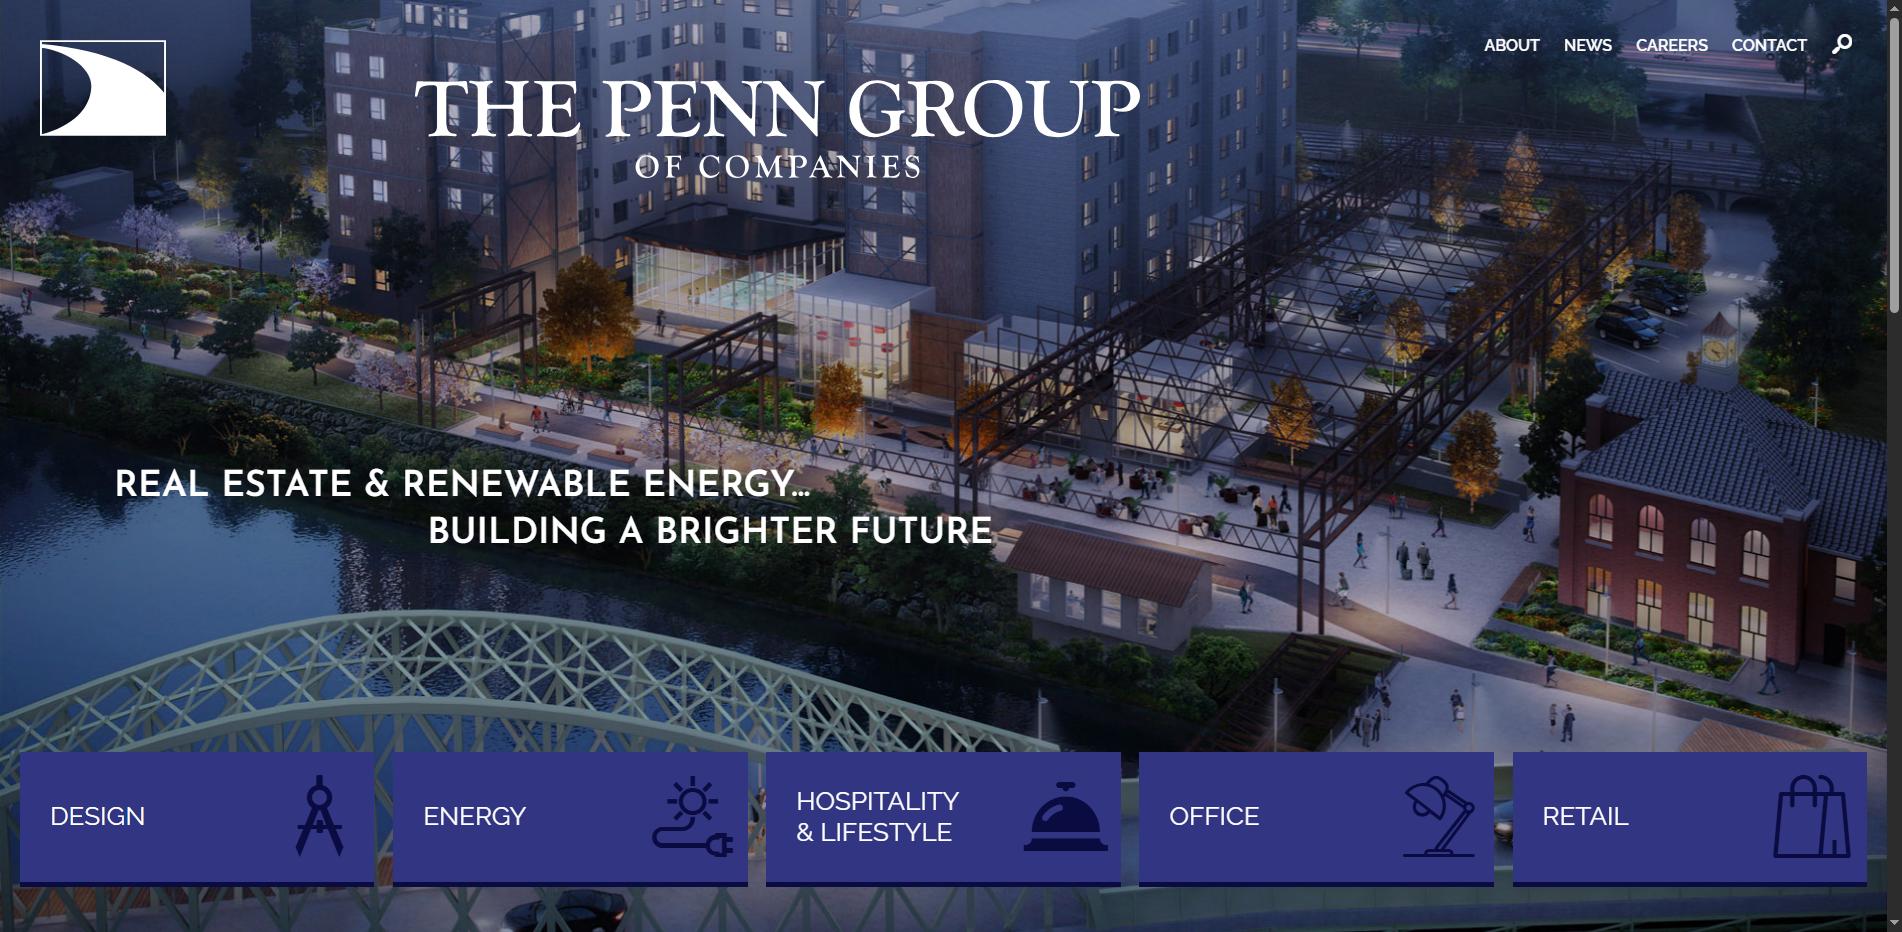 ABOUT NEWS CAREERS CONTACT
THE PENN GROUP
OF COMPANIES
REAL ESTATE & RENEWABLE ENERGY...
BUILDING A BRIGHTER FUTURE
DESIGN
ENERGY
HOSPITALITY
& LIFESTYLE
OFFICE
RETAIL